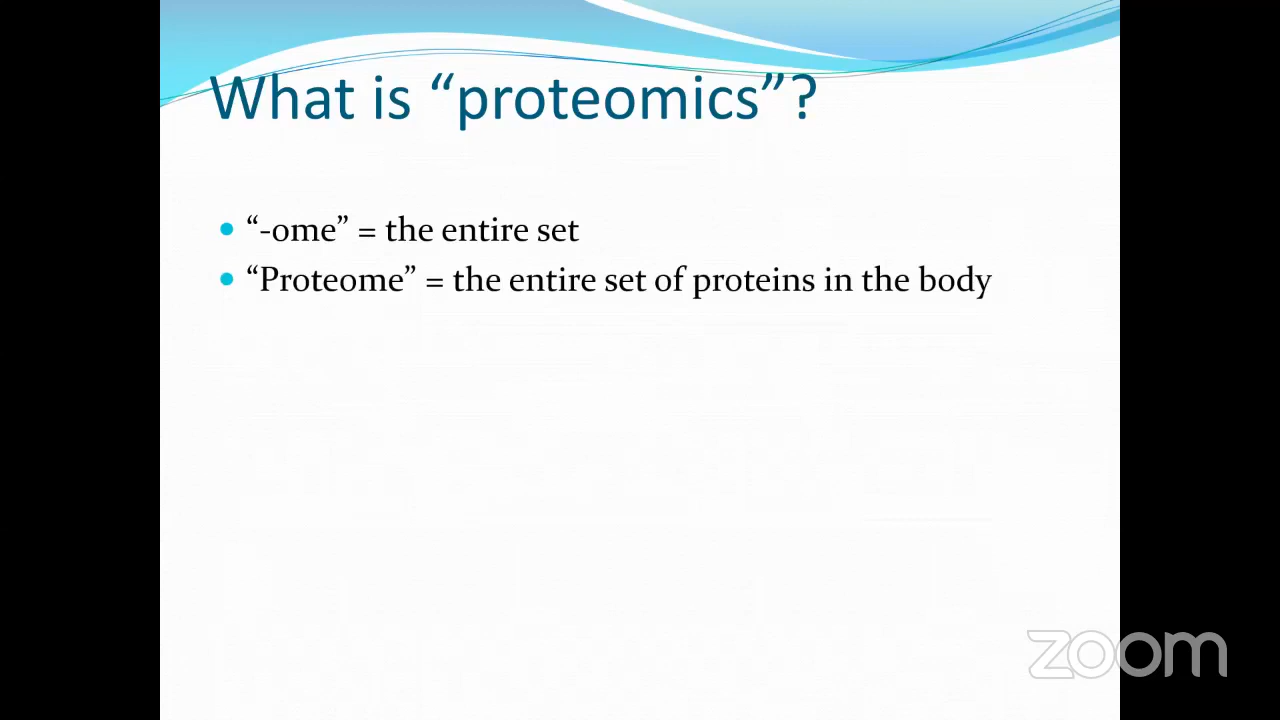 What is “proteomics”?
“-ome” = the entire set
“Proteome” = the entire set of proteins in the body
zoom